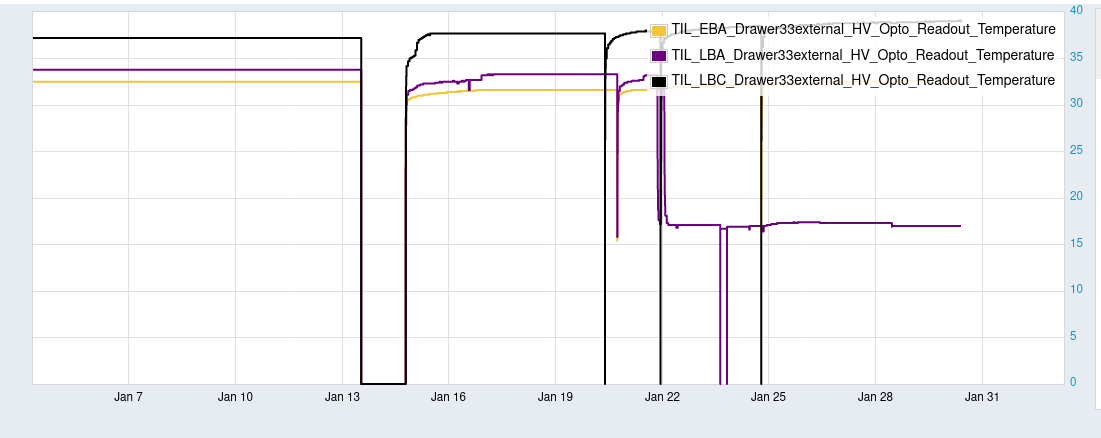 40
TIL_EBA_Drawer33external_HV_Opto_Readout_Temperature
35
TIL_LBA_Drawer33external_HV_Opto_Readout_Temperature
TIL_LBC_Drawer33external_HV_Opto_Readout_Temperature
30
25
20
15
10
5
0
Jan 7 Jan 10 Jan 13 Jan 16 Jan 19 Jan 22 Jan 25 Jan 28 Jan 31